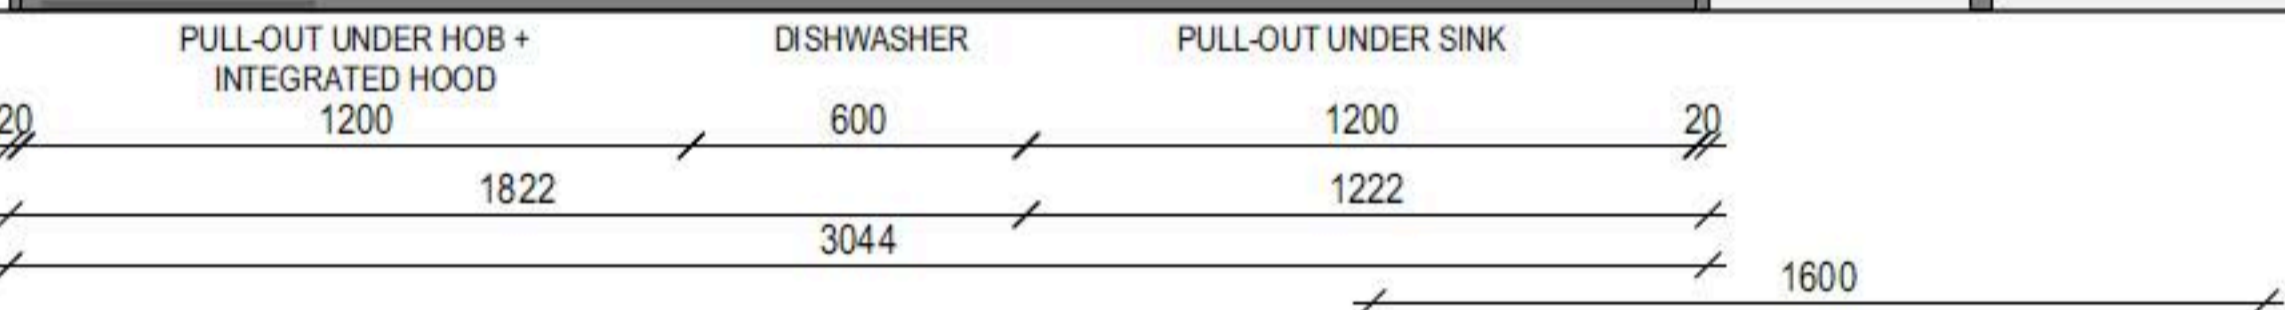 PULL-OUT UNDER HOB +
INTEGRATED HOOD
DISHWASHER
PULL-OUT UNDER SINK
20 1200 600 1200 20
1822 1222
3044
1600